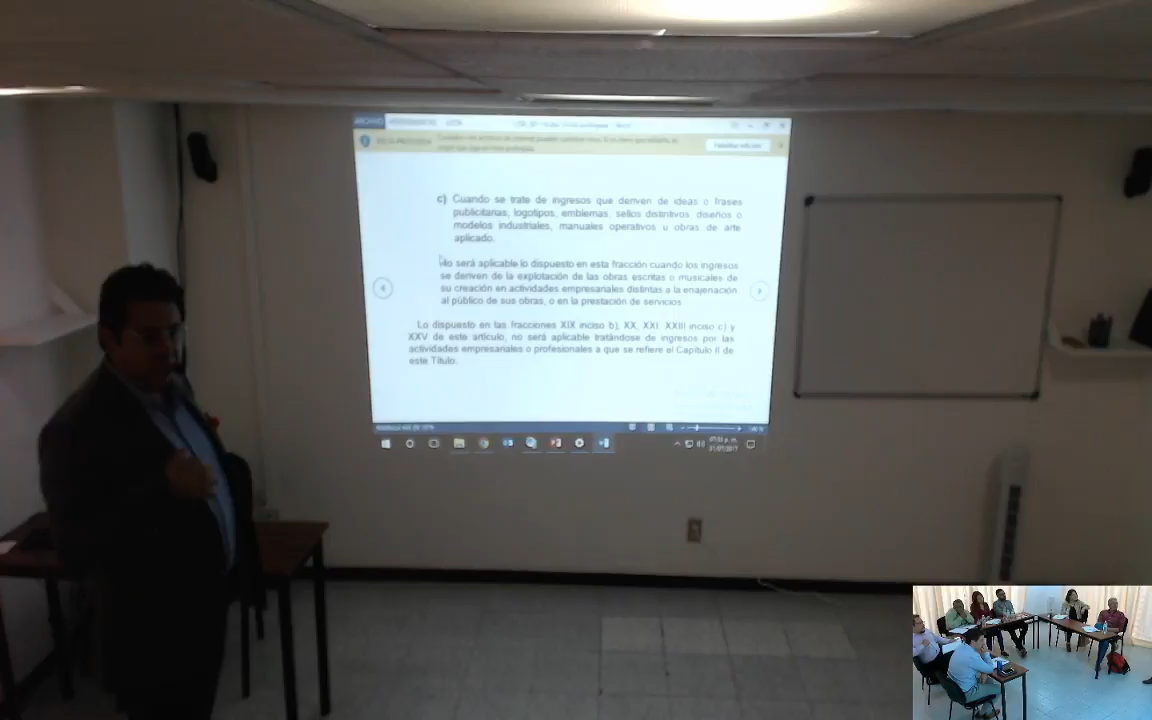 ARCHIVO
VISTA PROTEGIDA
Habilitar edición
c) Cuando se trate de ingresos que deriven de ideas o frases
publicitarias, logotipos, emblemas, sellos distintivos, diseños o
modelos industriales, manuales operativos u obras de arte
aplicado.
No será aplicable lo dispuesto en esta fracción cuando los ingresos
se deriven de la explotación de las obras escritas o musicales de
su creación en actividades empresariales distintas a la enajenación
al público de sus obras, o en la prestación de servicios
Lo dispuesto en las fracciones XIX inciso b), XX, XXI, XXIII inciso c) y
XXV de este artículo, no será aplicable tratándose de ingresos por las
actividades empresariales o profesionales a que se refiere el Capítulo II de
este Título.